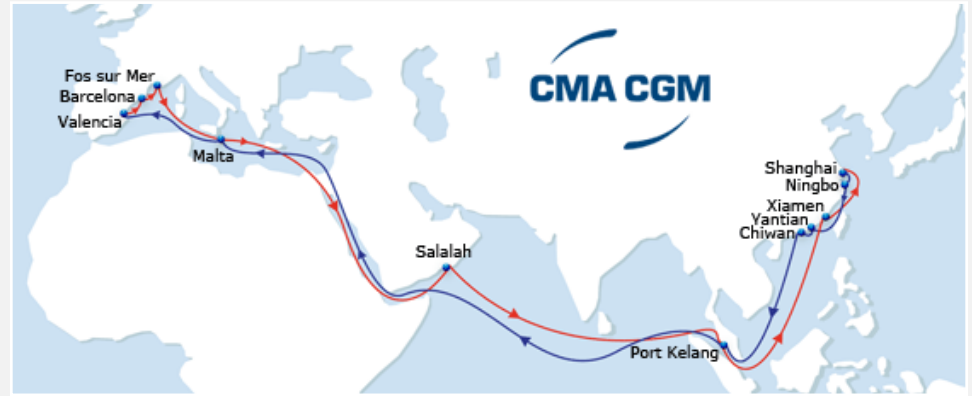 CMA CGM
Fos sur Mer
Barcelona
Valencia
Malta
Salalah
Port Kelang
Shanghai
Ningbo
Xiamen
Yantian
Chiwan